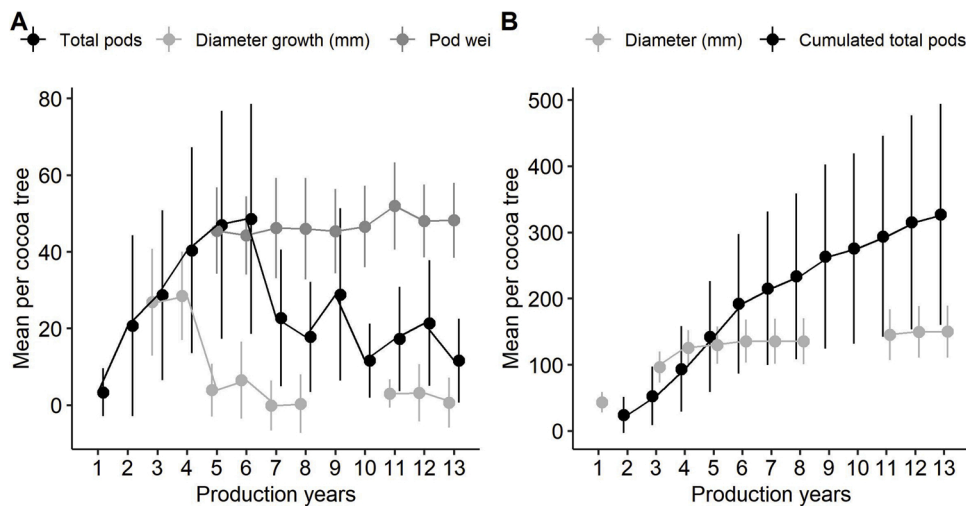 A
B
Total pods
Diameter growth (mm)
Pod wei
Diameter (mm)
Cumulated total pods
Mean per cocoa tree
80
60
40
20
0
1 2 3 4 5 6 7 8 9 10 11 12 13
Production years
Mean per cocoa tree
500
400
300
200
100
0
1 2 3 4 5 6 7 8 9 10 11 12 13
Production years